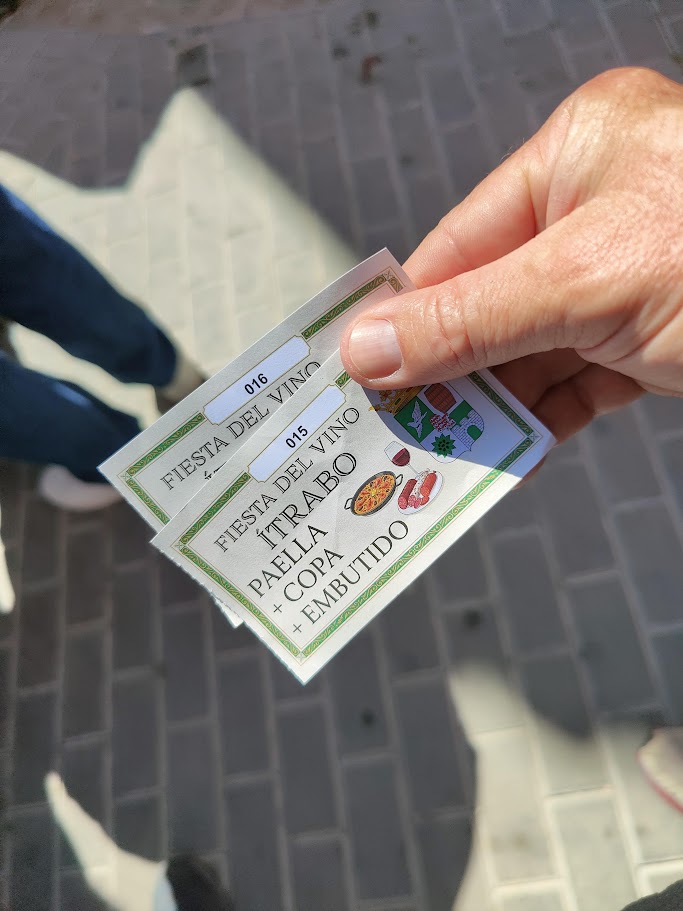 016
FIESTA DEL VINO
015
FIESTA DEL VINO
ÍTRABO
PAELLA
+ COPA
+ EMBUTIDO